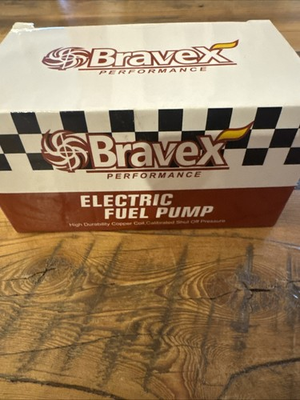 BraveX
PERFORMANCE
BraveX
PERFORMANCE
ELECTRIC
FUEL PUMP
High Durability Copper Coil Calibrated Shut Off Pressure